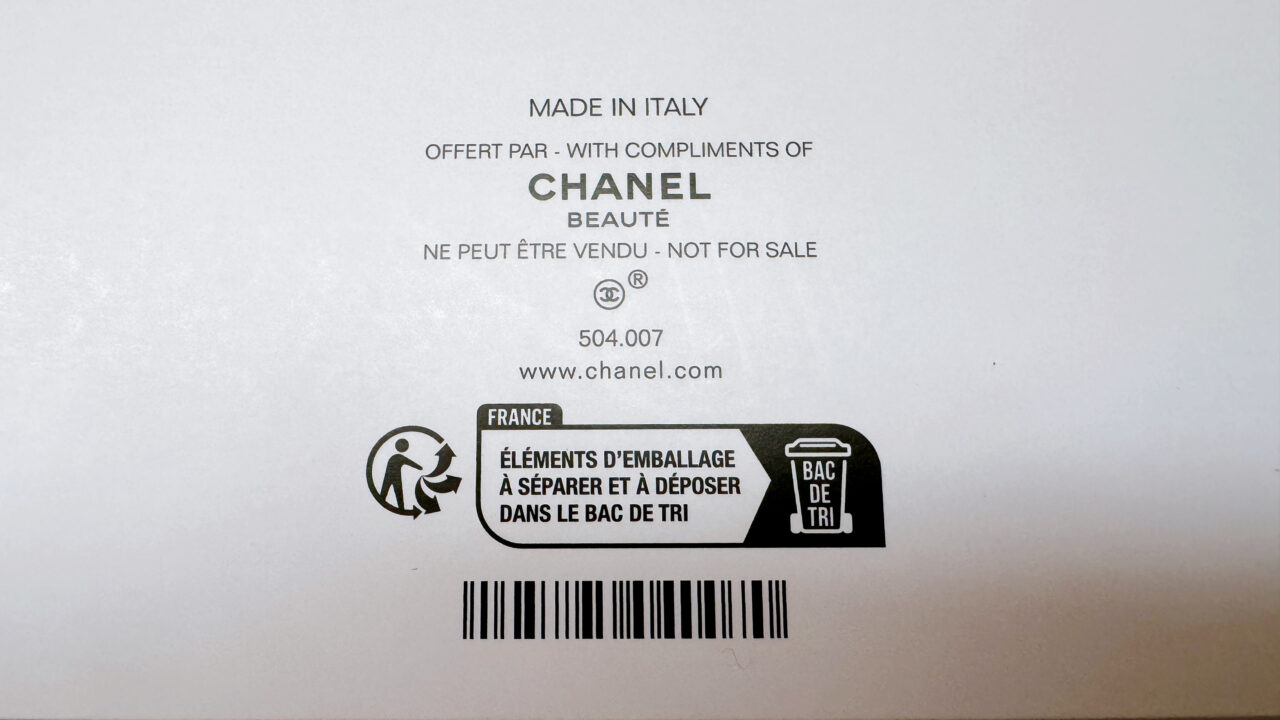 MADE IN ITALY
OFFERT PAR - WITH COMPLIMENTS OF
CHANEL
BEAUTÉ
NE PEUT ÊTRE VENDU - NOT FOR SALE
®
504.007
www.chanel.com
FRANCE
ÉLÉMENTS D'EMBALLAGE
À SÉPARER ET À DÉPOSER
DANS LE BAC DE TRI
BAC
DE
TRI